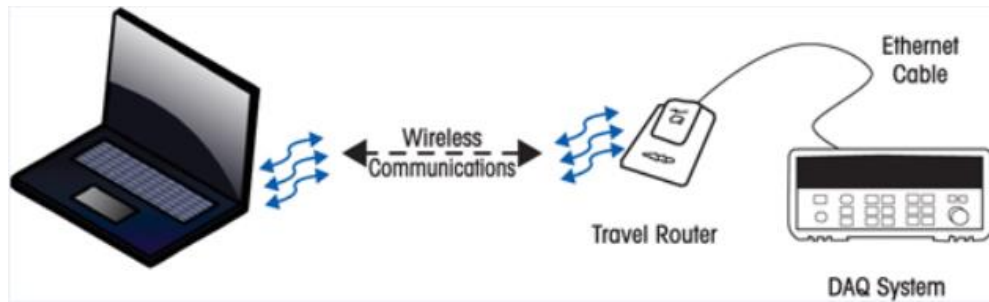 Wireless
Communications
Ethernet
Cable
Travel Router
DAQ System